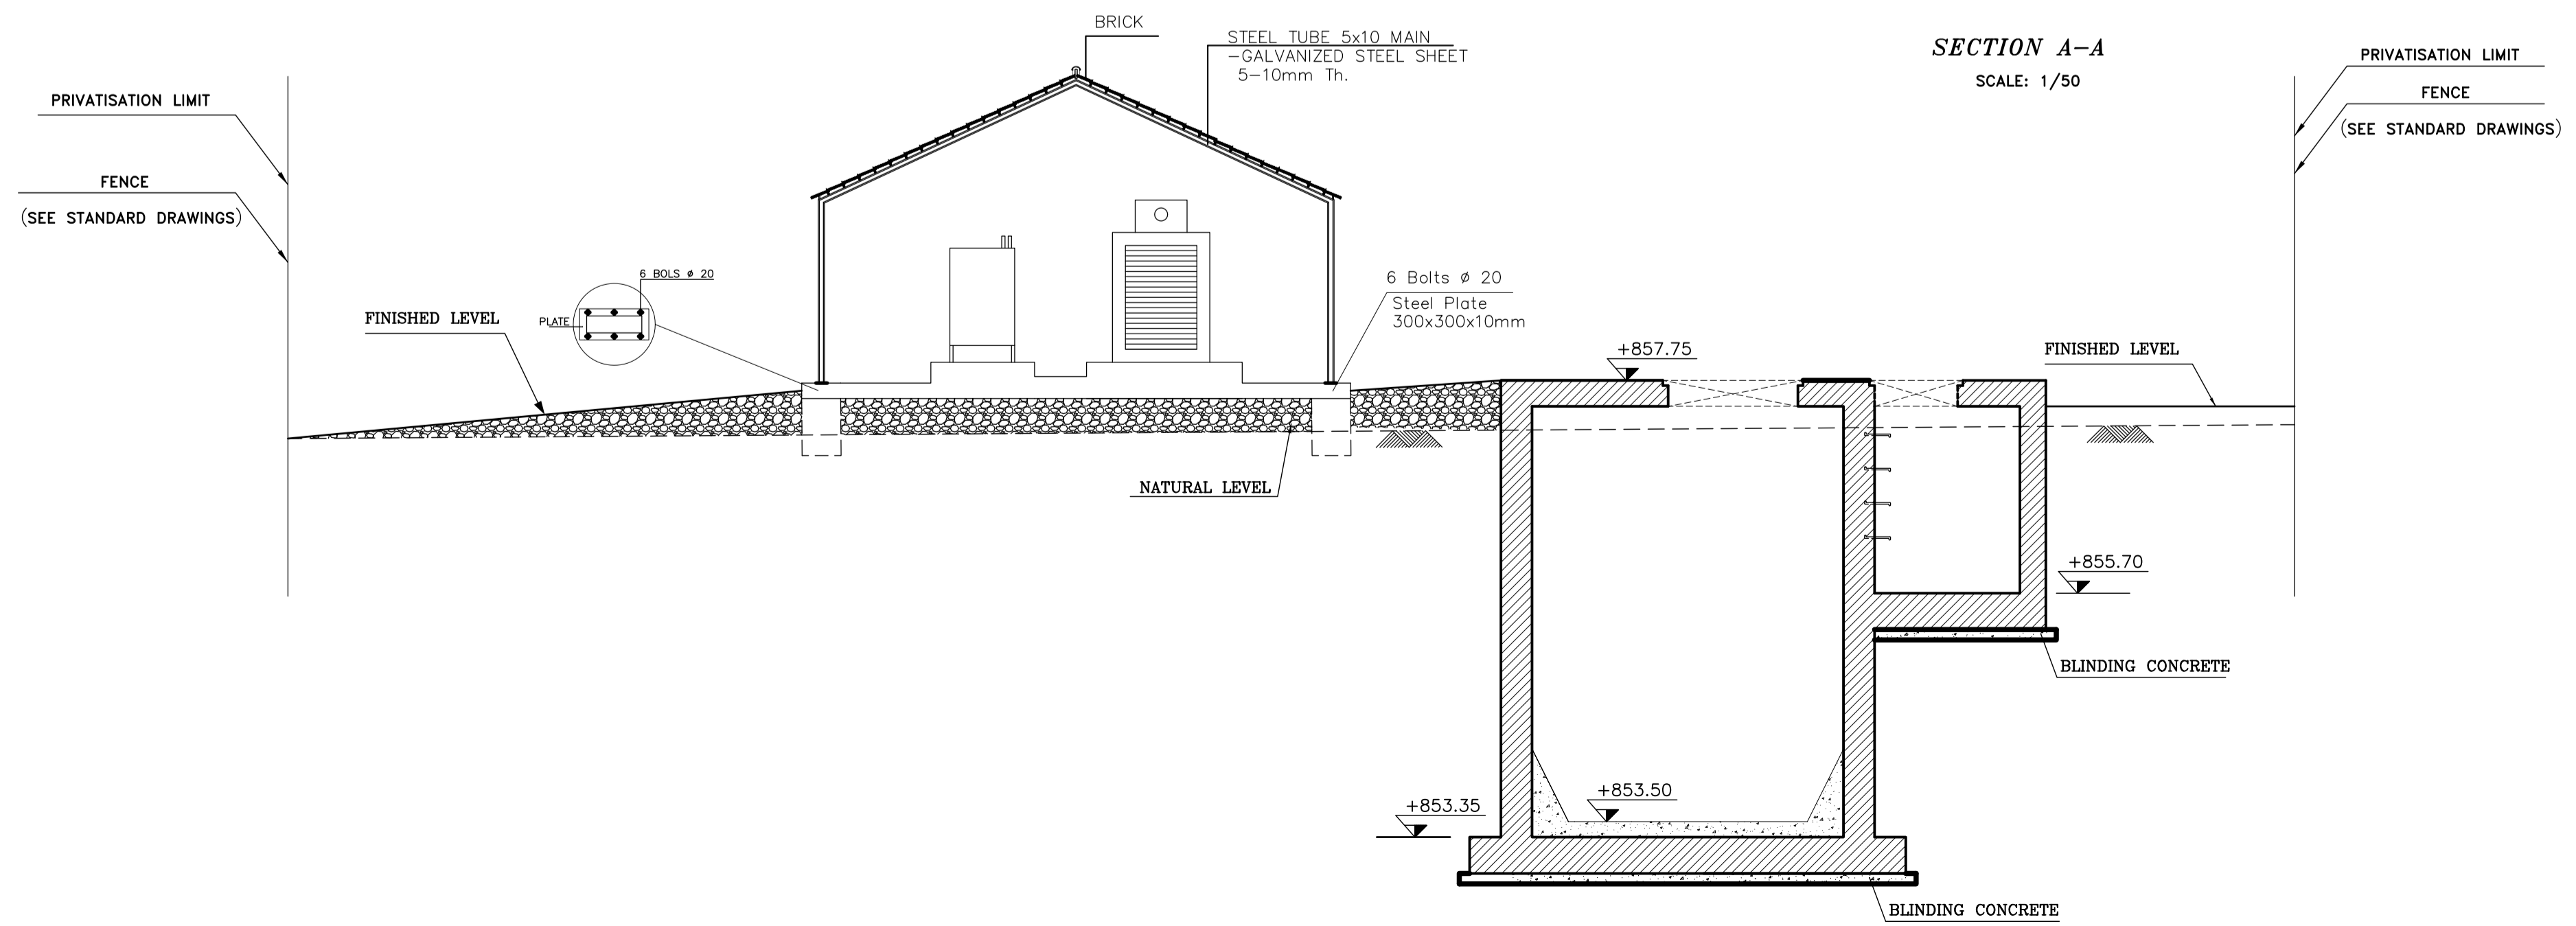 BRICK
STEEL TUBE 5x10 MAIN
-GALVANIZED STEEL SHEET
5-10mm Th.
SECTION A-A
SCALE: 1/50
PRIVATISATION LIMIT
FENCE
(SEE STANDARD DRAWINGS)
PRIVATISATION LIMIT
FENCE
(SEE STANDARD DRAWINGS)
6 BOLS ø 20
PLATE
FINISHED LEVEL
6 Bolts ø 20
Steel Plate
300x300x10mm
+857.75
FINISHED LEVEL
NATURAL LEVEL
+855.70
BLINDING CONCRETE
+853.50
+853.35
BLINDING CONCRETE